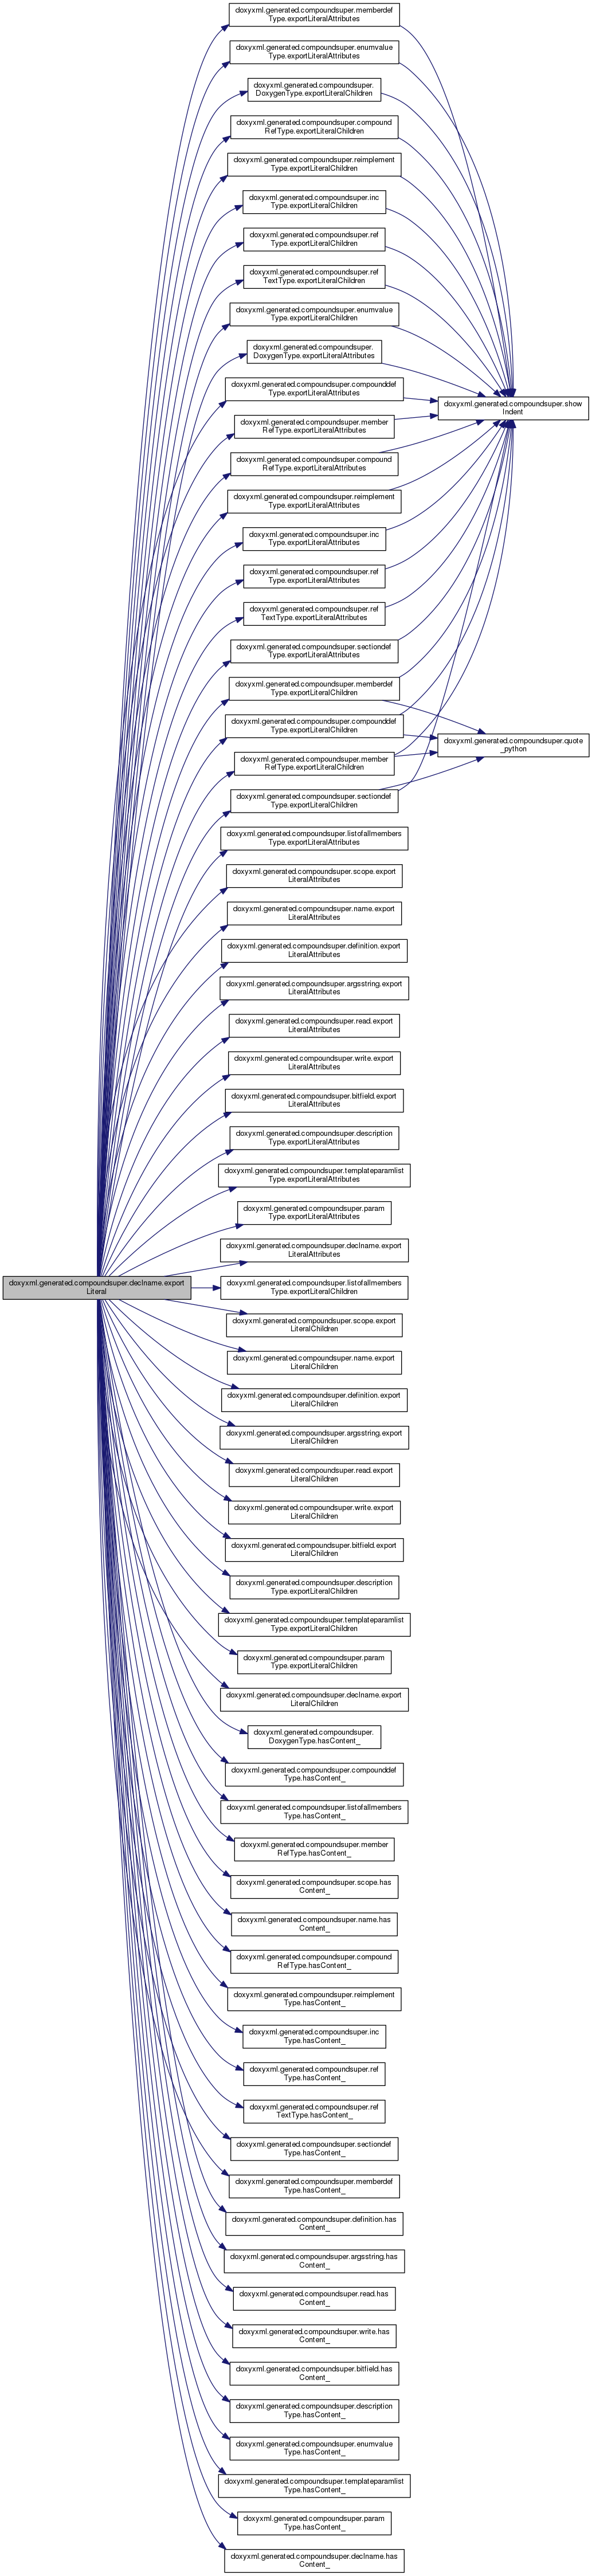 doxyxml.generated.compoundsuper.memberdef
Type.exportLiteralAttributes
doxyxml.generated.compoundsuper.enumvalue
Type.exportLiteralAttributes
doxyxml.generated.compoundsuper.
DoxygenType.exportLiteralChildren
doxyxml.generated.compoundsuper.compound
RefType.exportLiteralChildren
doxyxml.generated.compoundsuper.reimplement
Type.exportLiteralChildren
doxyxml.generated.compoundsuper.inc
Type.exportLiteralChildren
doxyxml.generated.compoundsuper.ref
Type.exportLiteralChildren
doxyxml.generated.compoundsuper.ref
TextType.exportLiteralChildren
doxyxml.generated.compoundsuper.enumvalue
Type.exportLiteralChildren
doxyxml.generated.compoundsuper.
DoxygenType.exportLiteralAttributes
doxyxml.generated.compoundsuper.compounddef
Type.exportLiteralAttributes
doxyxml.generated.compoundsuper.show
Indent
doxyxml.generated.compoundsuper.member
RefType.exportLiteralAttributes
doxyxml.generated.compoundsuper.compound
RefType.exportLiteralAttributes
doxyxml.generated.compoundsuper.reimplement
Type.exportLiteralAttributes
doxyxml.generated.compoundsuper.inc
Type.exportLiteralAttributes
doxyxml.generated.compoundsuper.ref
Type.exportLiteralAttributes
doxyxml.generated.compoundsuper.ref
TextType.exportLiteralAttributes
doxyxml.generated.compoundsuper.sectiondef
Type.exportLiteralAttributes
doxyxml.generated.compoundsuper.memberdef
Type.exportLiteralChildren
doxyxml.generated.compoundsuper.compounddef
Type.exportLiteralChildren
doxyxml.generated.compoundsuper.quote
_python
doxyxml.generated.compoundsuper.member
RefType.exportLiteralChildren
doxyxml.generated.compoundsuper.sectiondef
Type.exportLiteralChildren
doxyxml.generated.compoundsuper.listofallmembers
Type.exportLiteralAttributes
doxyxml.generated.compoundsuper.scope.export
LiteralAttributes
doxyxml.generated.compoundsuper.name.export
LiteralAttributes
doxyxml.generated.compoundsuper.definition.export
LiteralAttributes
doxyxml.generated.compoundsuper.argsstring.export
LiteralAttributes
doxyxml.generated.compoundsuper.read.export
LiteralAttributes
doxyxml.generated.compoundsuper.write.export
LiteralAttributes
doxyxml.generated.compoundsuper.bitfield.export
LiteralAttributes
doxyxml.generated.compoundsuper.description
Type.exportLiteralAttributes
doxyxml.generated.compoundsuper.templateparamlist
Type.exportLiteralAttributes
doxyxml.generated.compoundsuper.param
Type.exportLiteralAttributes
doxyxml.generated.compoundsuper.declname.export
LiteralAttributes
doxyxml.generated.compoundsuper.declname.export
Literal
doxyxml.generated.compoundsuper.listofallmembers
Type.exportLiteralChildren
doxyxml.generated.compoundsuper.scope.export
LiteralChildren
doxyxml.generated.compoundsuper.name.export
LiteralChildren
doxyxml.generated.compoundsuper.definition.export
LiteralChildren
doxyxml.generated.compoundsuper.argsstring.export
LiteralChildren
doxyxml.generated.compoundsuper.read.export
LiteralChildren
doxyxml.generated.compoundsuper.write.export
LiteralChildren
doxyxml.generated.compoundsuper.bitfield.export
LiteralChildren
doxyxml.generated.compoundsuper.description
Type.exportLiteralChildren
doxyxml.generated.compoundsuper.templateparamlist
Type.exportLiteralChildren
doxyxml.generated.compoundsuper.param
Type.exportLiteralChildren
doxyxml.generated.compoundsuper.declname.export
LiteralChildren
doxyxml.generated.compoundsuper.
DoxygenType.hasContent_
doxyxml.generated.compoundsuper.compounddef
Type.hasContent_
doxyxml.generated.compoundsuper.listofallmembers
Type.hasContent_
doxyxml.generated.compoundsuper.member
RefType.hasContent_
doxyxml.generated.compoundsuper.scope.has
Content_
doxyxml.generated.compoundsuper.name.has
Content_
doxyxml.generated.compoundsuper.compound
RefType.hasContent_
doxyxml.generated.compoundsuper.reimplement
Type.hasContent_
doxyxml.generated.compoundsuper.inc
Type.hasContent_
doxyxml.generated.compoundsuper.ref
Type.hasContent_
doxyxml.generated.compoundsuper.ref
TextType.hasContent_
doxyxml.generated.compoundsuper.sectiondef
Type.hasContent_
doxyxml.generated.compoundsuper.memberdef
Type.hasContent_
doxyxml.generated.compoundsuper.definition.has
Content_
doxyxml.generated.compoundsuper.argsstring.has
Content_
doxyxml.generated.compoundsuper.read.has
Content_
doxyxml.generated.compoundsuper.write.has
Content_
doxyxml.generated.compoundsuper.bitfield.has
Content_
doxyxml.generated.compoundsuper.description
Type.hasContent_
doxyxml.generated.compoundsuper.enumvalue
Type.hasContent_
doxyxml.generated.compoundsuper.templateparamlist
Type.hasContent_
doxyxml.generated.compoundsuper.param
Type.hasContent_
doxyxml.generated.compoundsuper.declname.has
Content_